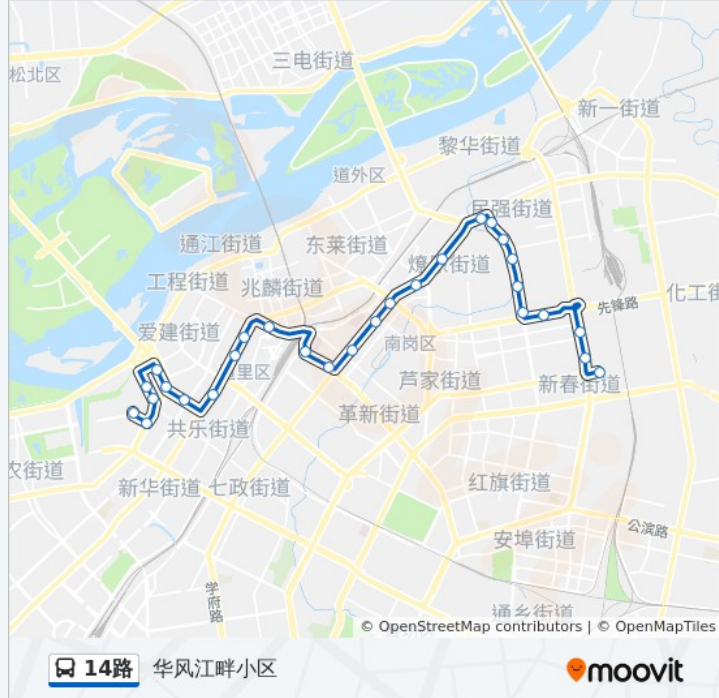 三电街道
松北区
新一街道
黎华街道
道外区
民强街道
通江街道
东莱街道
燎原街道
工程街道
兆麟街道
化工街
先锋路
爱建街道
南岗区
里区
芦家街道
新春街道
革新街道
共乐街道
农街道
新华街道
七政街道
红旗街道
公滨路
安埠街道
学府路
通乡街道
© OpenStreetMap contributors | © OpenMapTiles
14路 华风江畔小区
moovit